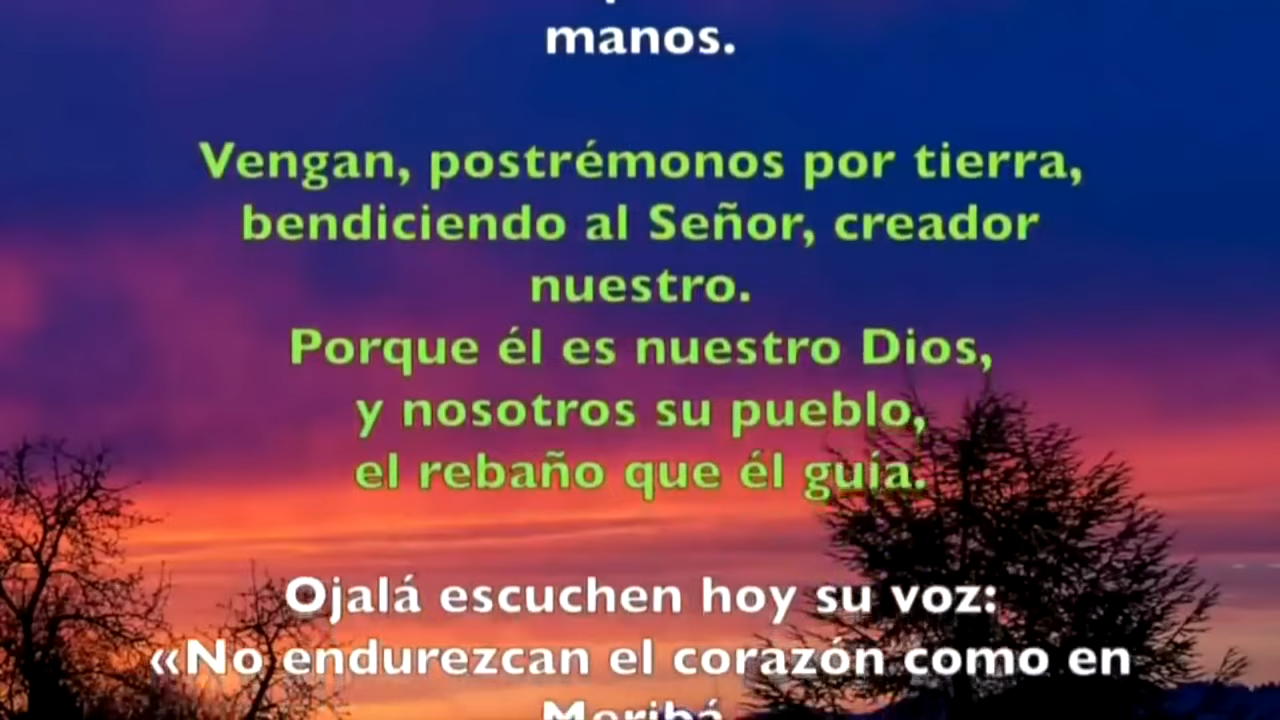 manos.
Vengan, postrémonos por tierra,
bendiciendo al Señor, creador
nuestro.
Porque él es nuestro Dios,
y nosotros su pueblo,
el rebaño que él guía.
Ojalá escuchen hoy su voz:
«No endurezcan el corazón como en
Meribá